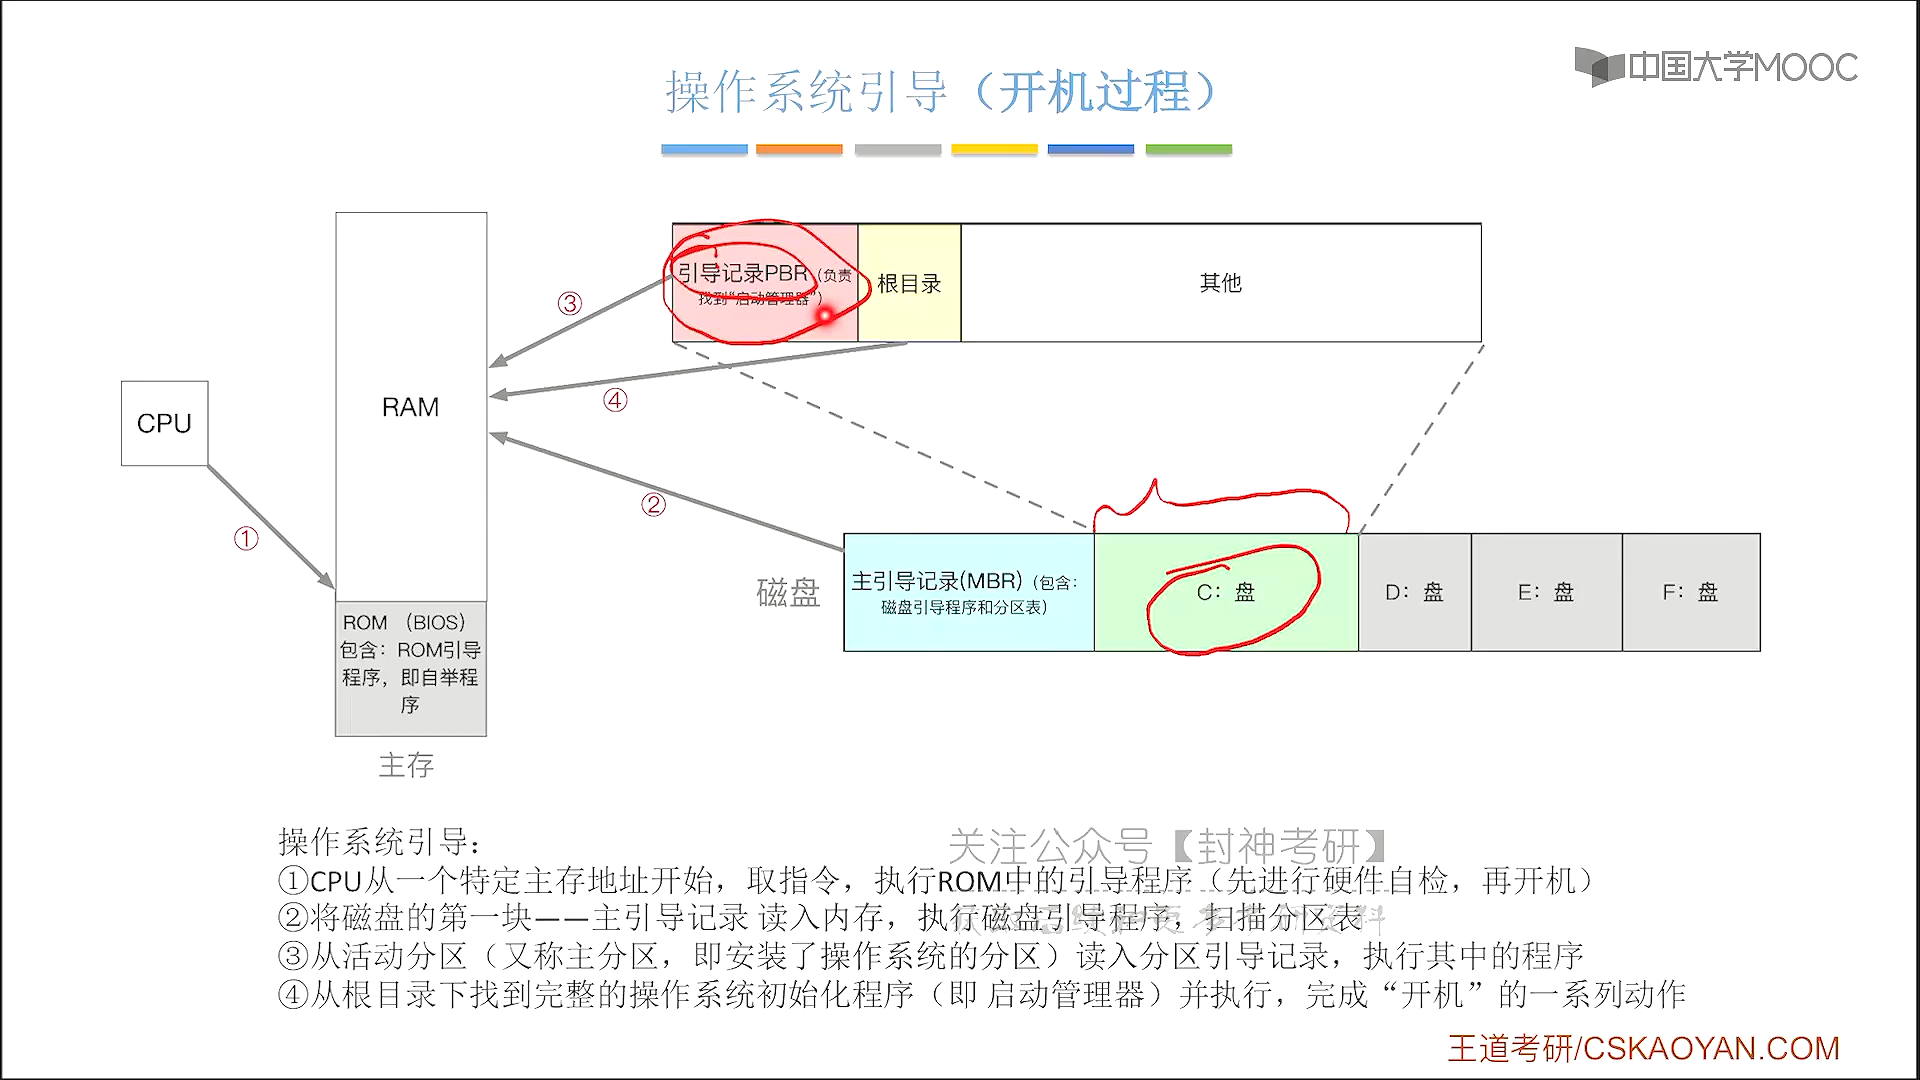 中国大学MOOC
操作系统引导（开机过程）
引导记录PBR（负责
找到“启动管理器”）
根目录
其他
③
④
RAM
CPU
②
①
磁盘
主引导记录(MBR)（包含：
磁盘引导程序和分区表）
C：盘
D：盘
E：盘
F：盘
ROM （BIOS）
包含：ROM引导
程序，即自举程
序
主存
关注公众号【封神考研】
操作系统引导：
①CPU从一个特定主存地址开始，取指令，执行ROM中的引导程序（先进行硬件自检，再开机）
②将磁盘的第一块——主引导记录 读入内存，执行磁盘引导程序，扫描分区表
③从活动分区（又称主分区，即安装了操作系统的分区）读入分区引导记录，执行其中的程序
④从根目录下找到完整的操作系统初始化程序（即 启动管理器）并执行，完成“开机”的一系列动作
王道考研/CSKAOYAN.COM